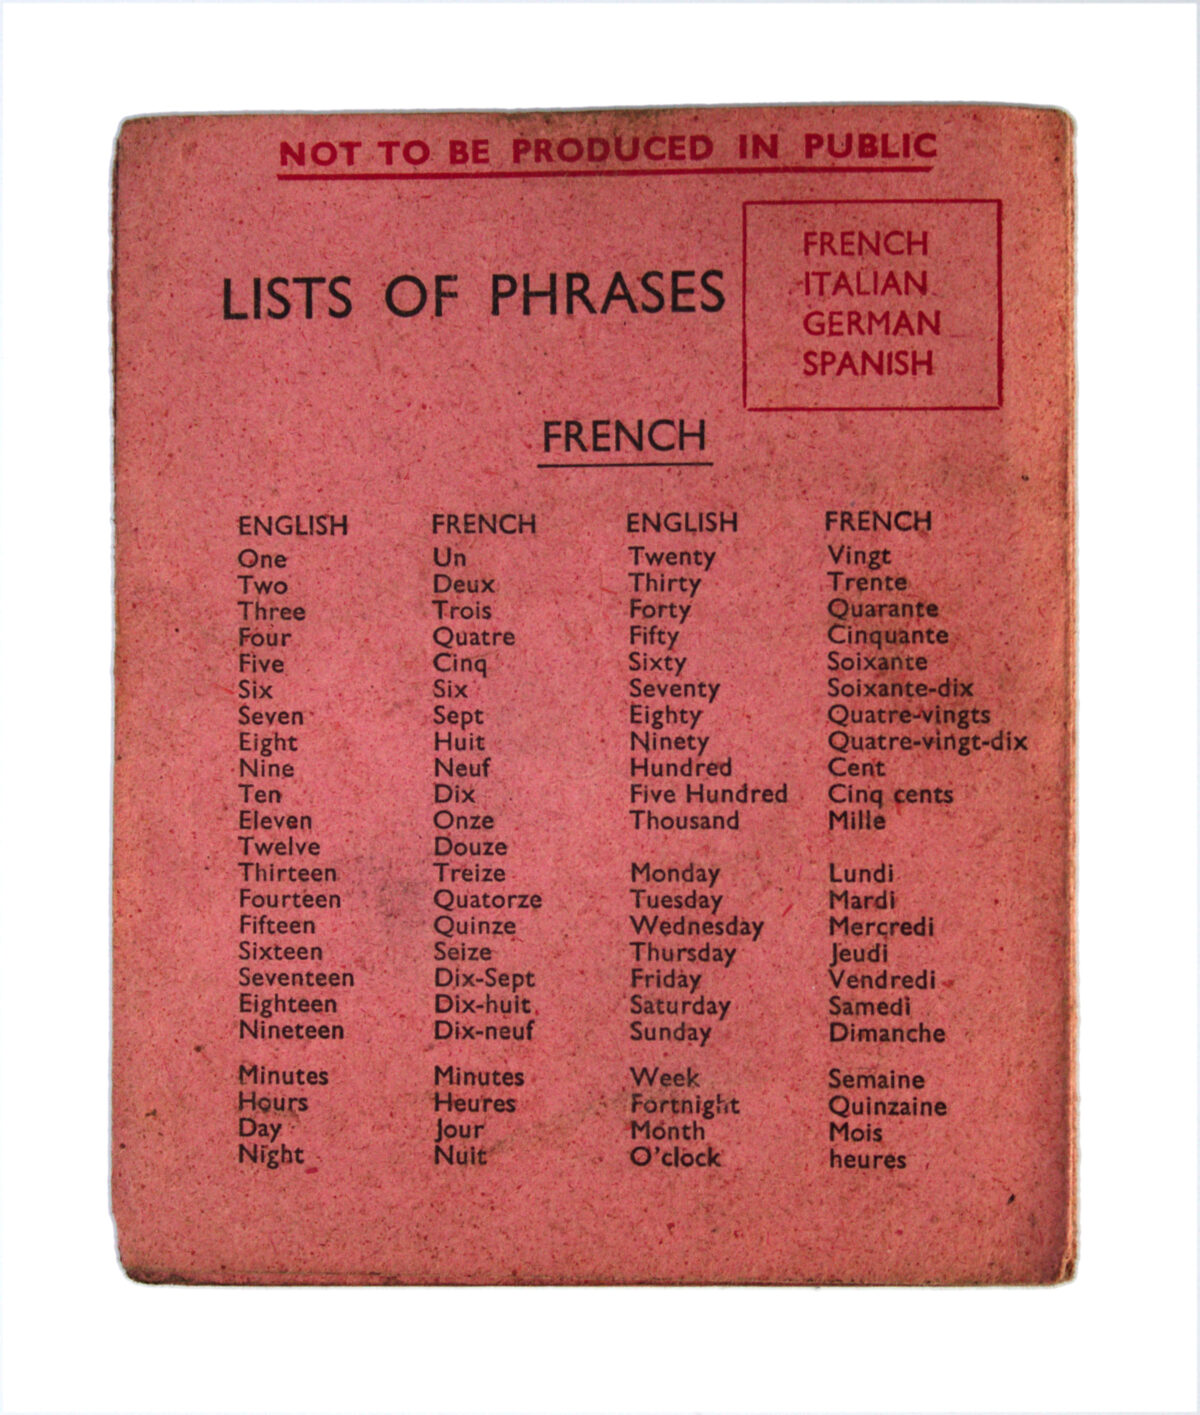 NOT TO BE PRODUCED IN PUBLIC
LISTS OF PHRASES
FRENCH
ITALIAN
GERMAN
SPANISH
FRENCH
ENGLISH FRENCH ENGLISH FRENCH
One Un Twenty Vingt
Two Deux Thirty Trente
Three Trois Forty Quarante
Four Quatre Fifty Cinquante
Five Cinq Sixty Soixante
Six Six Seventy Soixante-dix
Seven Sept Eighty Quatre-vingts
Eight Huit Ninety Quatre-vingt-dix
Nine Neuf Hundred Cent
Ten Dix Five Hundred Cinq cents
Eleven Onze Thousand Mille
Twelve Douze
Thirteen Treize Monday Lundi
Fourteen Quatorze Tuesday Mardi
Fifteen Quinze Wednesday Mercredi
Sixteen Seize Thursday Jeudi
Seventeen Dix-Sept Friday Vendredi
Eighteen Dix-huit Saturday Samedi
Nineteen Dix-neuf Sunday Dimanche
Minutes Minutes Week Semaine
Hours Heures Fortnight Quinzaine
Day Jour Month Mois
Night Nuit O'clock heures